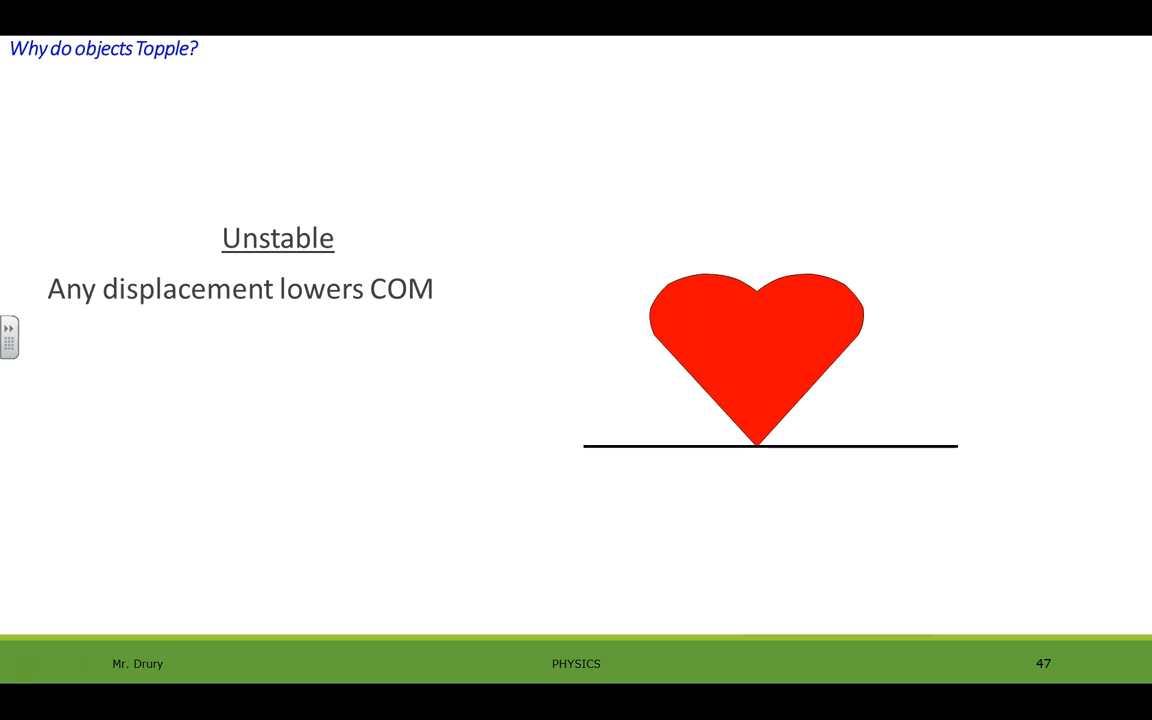 Why do objects Topple?
Unstable
Any displacement lowers COM
Mr. Drury
PHYSICS
47